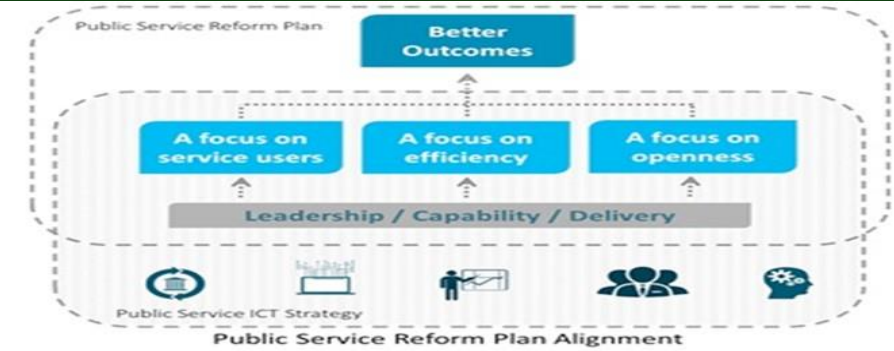 Public Service Reform Plan
Better
Outcomes
A focus on
service users
A focus on
efficiency
A focus on
openness
Leadership / Capability / Delivery
Public Service ICT Strategy
Public Service Reform Plan Alignment